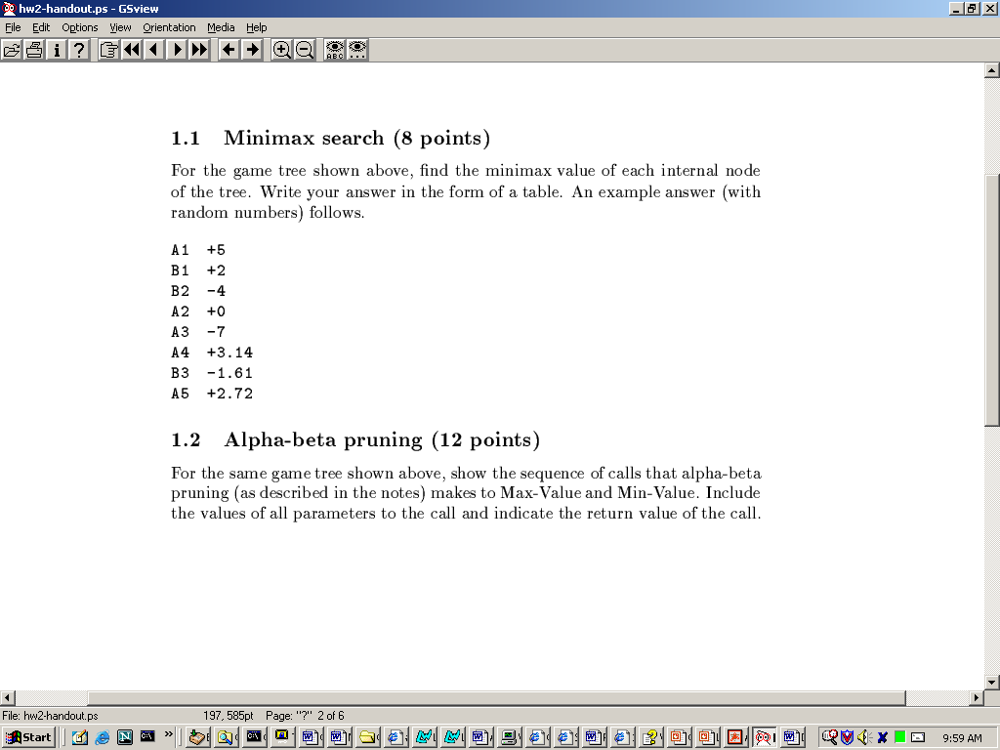 hw2-handout.ps - GSview
File Edit Options View Orientation Media Help
1.1 Minimax search (8 points)
For the game tree shown above, find the minimax value of each internal node
of the tree. Write your answer in the form of a table. An example answer (with
random numbers) follows.
A1 +5
B1 +2
B2 -4
A2 +0
A3 -7
A4 +3.14
B3 -1.61
A5 +2.72
1.2 Alpha-beta pruning (12 points)
For the same game tree shown above, show the sequence of calls that alpha-beta
pruning (as described in the notes) makes to Max-Value and Min-Value. Include
the values of all parameters to the call and indicate the return value of the call.
File: hw2-handout.ps 197, 585pt Page: "?" 2 of 6
Start 9:59 AM